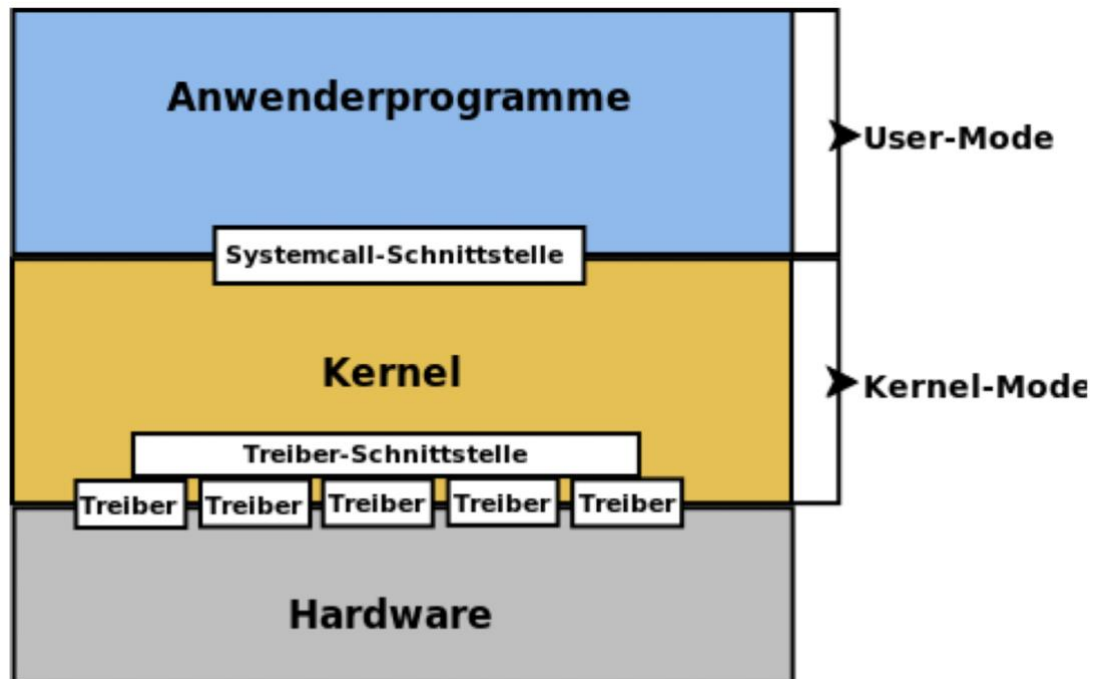 Anwenderprogramme
User-Mode
Systemcall-Schnittstelle
Kernel
Kernel-Mode
Treiber-Schnittstelle
Treiber Treiber Treiber Treiber Treiber
Hardware